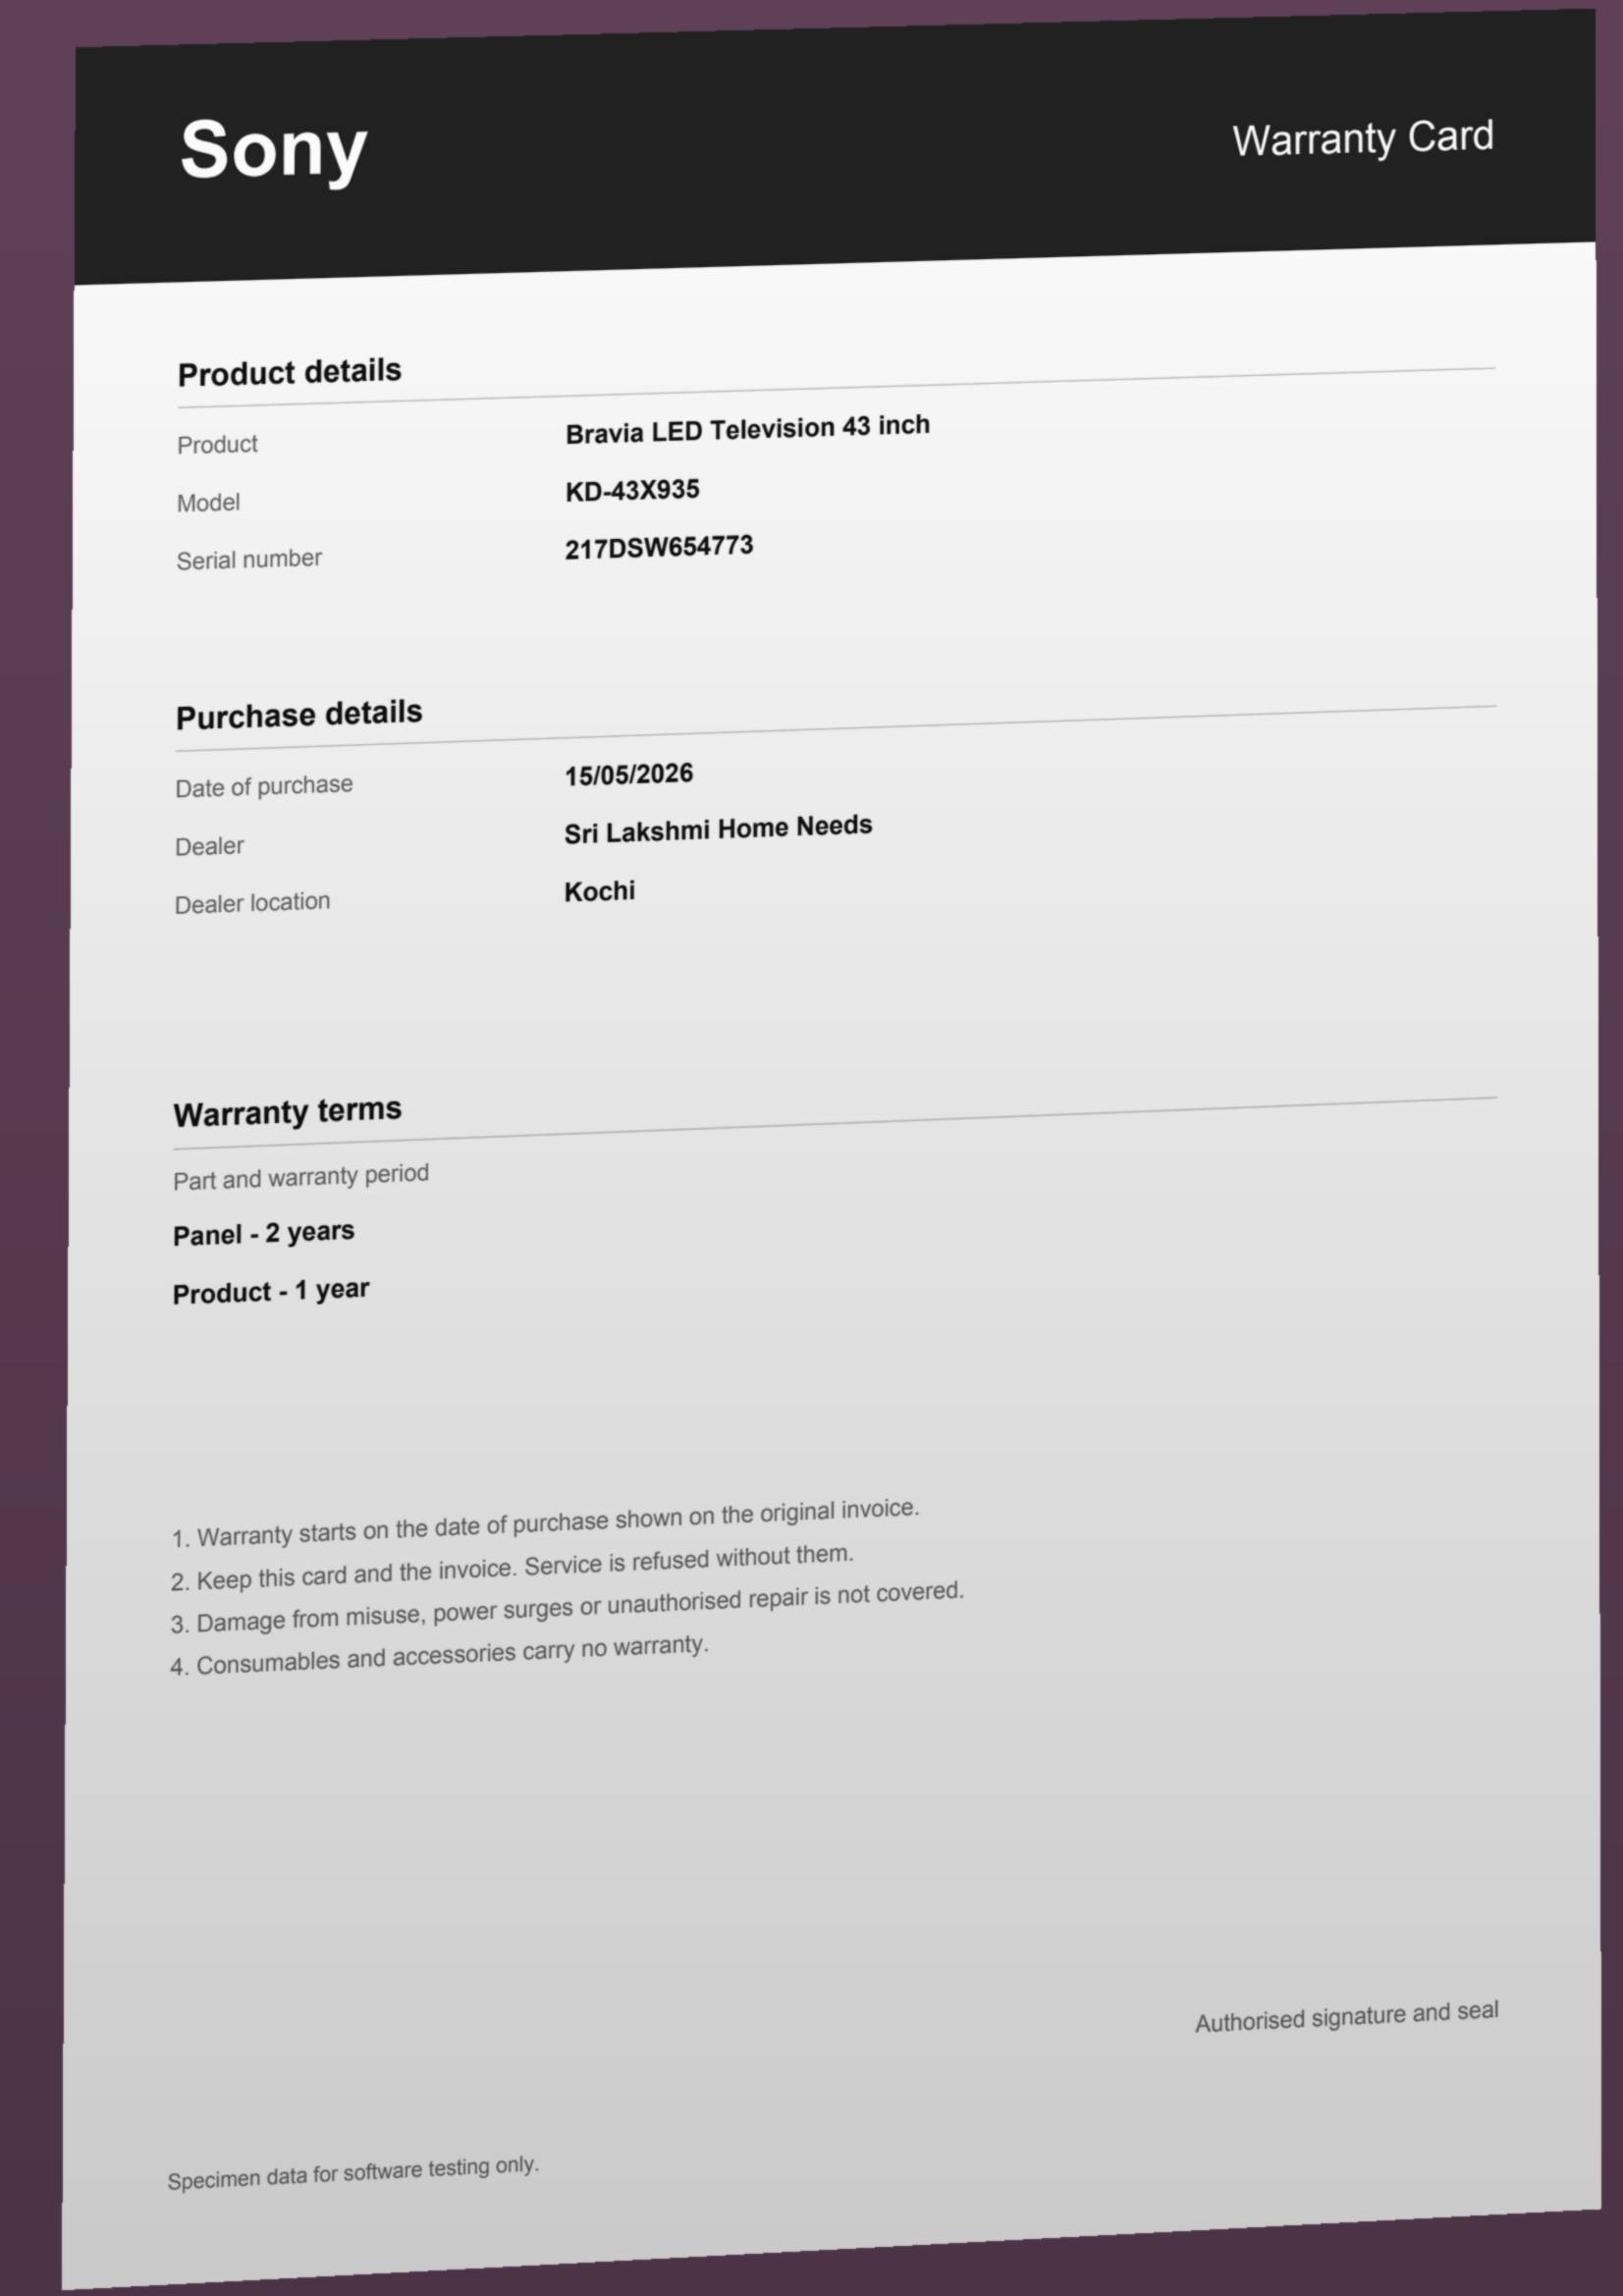 Sony
Warranty Card
Product details
Product
Bravia LED Television 43 inch
Model
KD-43X935
Serial number
217DSW654773
Purchase details
Date of purchase
15/05/2026
Dealer
Sri Lakshmi Home Needs
Dealer location
Kochi
Warranty terms
Part and warranty period
Panel - 2 years
Product - 1 year
1. Warranty starts on the date of purchase shown on the original invoice.
2. Keep this card and the invoice. Service is refused without them.
3. Damage from misuse, power surges or unauthorised repair is not covered.
4. Consumables and accessories carry no warranty.
Authorised signature and seal
Specimen data for software testing only.